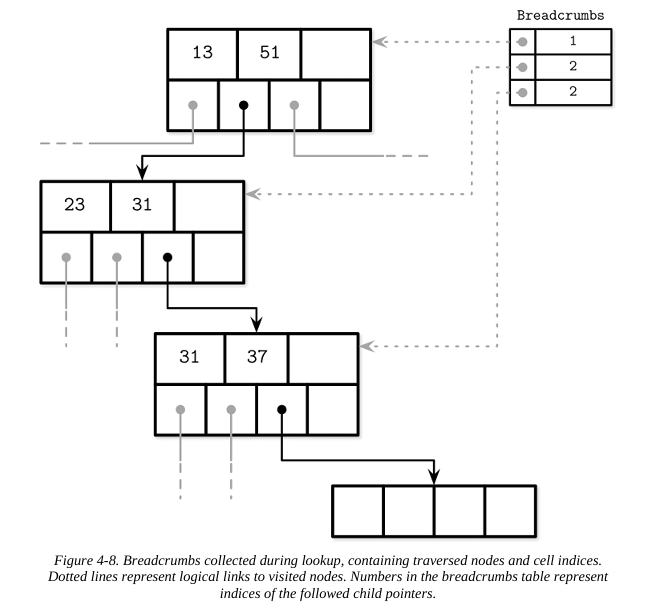 Breadcrumbs
13 51
1
2
2
23 31
31 37
Figure 4-8. Breadcrumbs collected during lookup, containing traversed nodes and cell indices.
Dotted lines represent logical links to visited nodes. Numbers in the breadcrumbs table represent
indices of the followed child pointers.